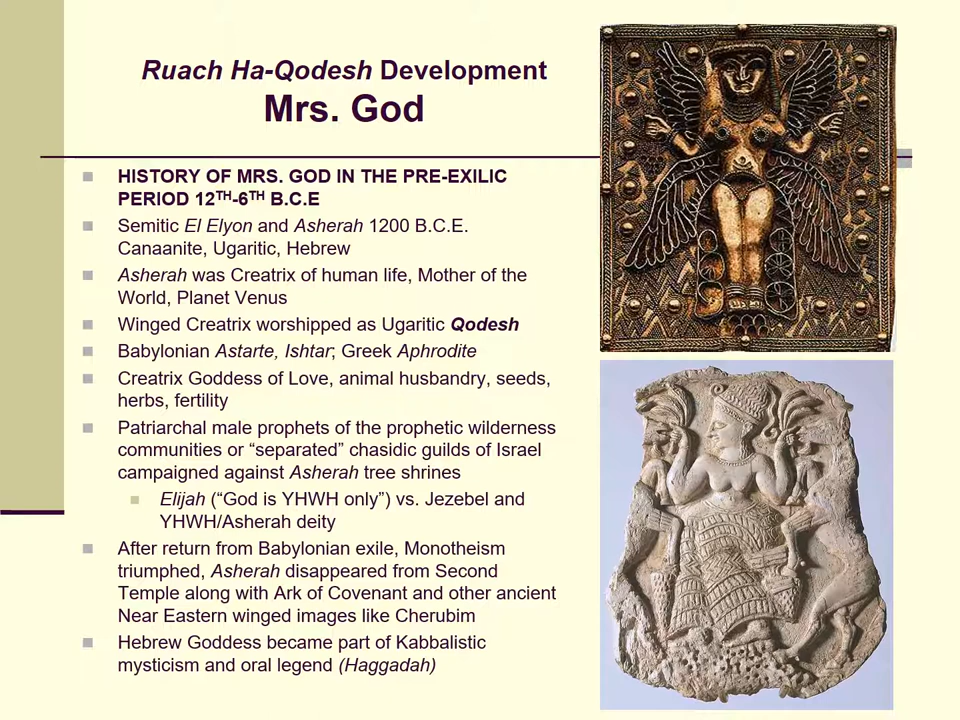 Ruach Ha-Qodesh Development
Mrs. God
HISTORY OF MRS. GOD IN THE PRE-EXILIC
PERIOD 12TH-6TH B.C.E
Semitic El Elyon and Asherah 1200 B.C.E.
Canaanite, Ugaritic, Hebrew
Asherah was Creatrix of human life, Mother of the
World, Planet Venus
Winged Creatrix worshipped as Ugaritic Qodesh
Babylonian Astarte, Ishtar; Greek Aphrodite
Creatrix Goddess of Love, animal husbandry, seeds,
herbs, fertility
Patriarchal male prophets of the prophetic wilderness
communities or “separated” chasidic guilds of Israel
campaigned against Asherah tree shrines
Elijah (“God is YHWH only”) vs. Jezebel and
YHWH/Asherah deity
After return from Babylonian exile, Monotheism
triumphed, Asherah disappeared from Second
Temple along with Ark of Covenant and other ancient
Near Eastern winged images like Cherubim
Hebrew Goddess became part of Kabbalistic
mysticism and oral legend (Haggadah)